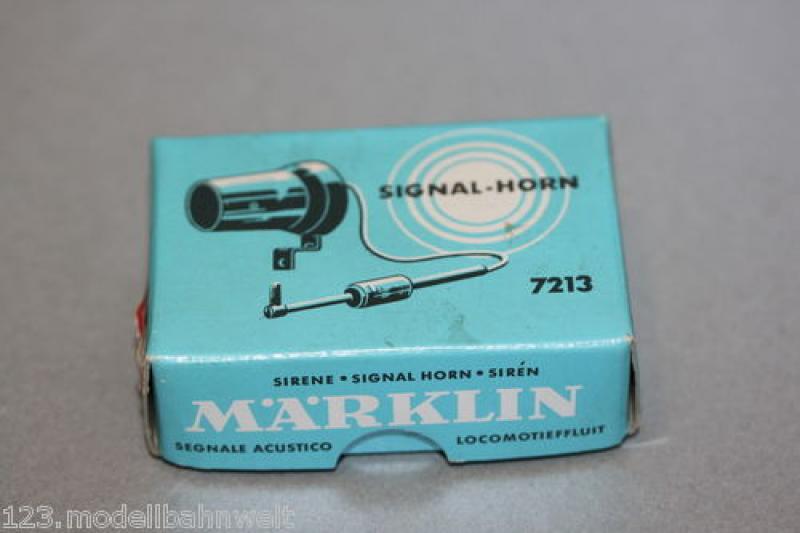 SIGNAL-HORN
7213
SIRENE • SIGNAL HORN • SIRÉN
MÄRKLIN
SEGNALE ACUSTICO LOCOMOTIEFFLUIT
123.modellbahnwelt